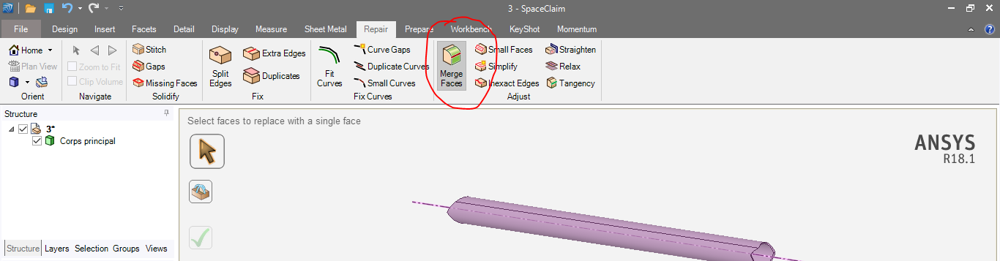 3 - SpaceClaim
File Design Insert Facets Detail Display Measure Sheet Metal Repair Prepare Workbench KeyShot Momentum
Home Stitch Extra Edges Curve Gaps Small Faces Straighten
Plan View Zoom to Fit Gaps Split Edges Duplicates Fit Curves Duplicate Curves Merge Faces Simplify Relax
Clip Volume Missing Faces Small Curves Inexact Edges Tangency
Orient Navigate Solidify Fix Fix Curves Adjust
Structure
Select faces to replace with a single face
3*
Corps principal
ANSYS
R18.1
Structure Layers Selection Groups Views